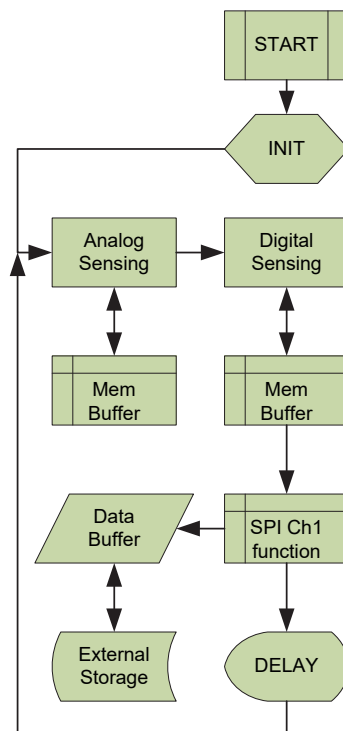 START
INIT
Analog
Sensing
Digital
Sensing
Mem
Buffer
Mem
Buffer
Data
Buffer
SPI Ch1
function
External
Storage
DELAY